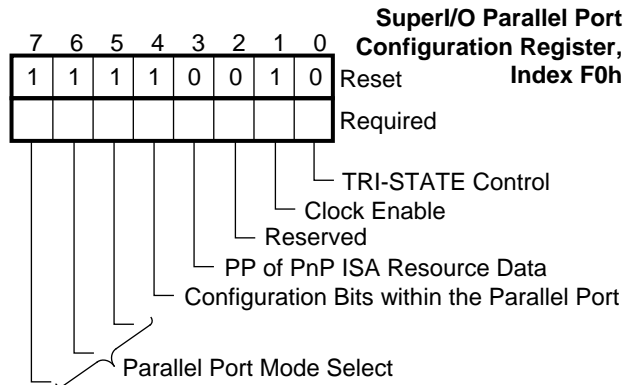 SuperI/O Parallel Port
Configuration Register,
Index F0h
7 6 5 4 3 2 1 0
1 1 1 1 0 0 1 0 Reset
Required
TRI-STATE Control
Clock Enable
Reserved
PP of PnP ISA Resource Data
Configuration Bits within the Parallel Port
Parallel Port Mode Select